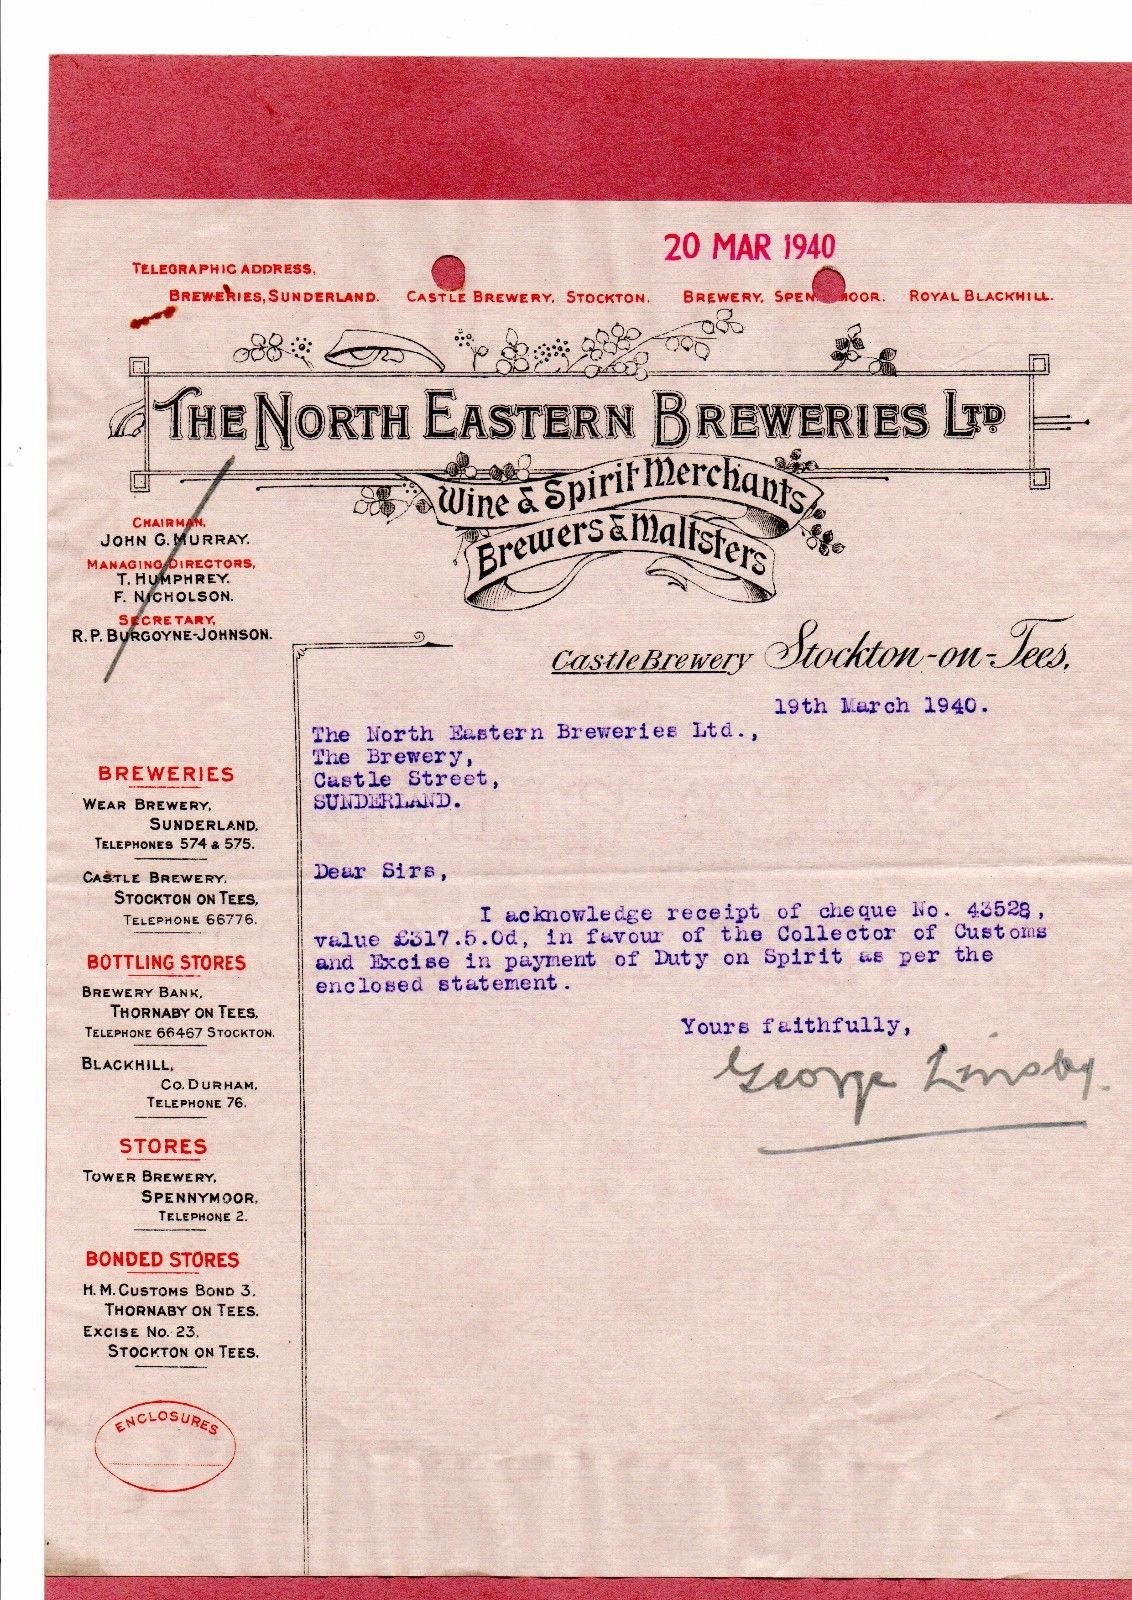 20 MAR 1940
TELEGRAPHIC ADDRESS,
BREWERIES, SUNDERLAND. CASTLE BREWERY, STOCKTON. BREWERY, SPEN MOOR. ROYAL BLACKHILL.
THE NORTH EASTERN BREWERIES LTD.
Wine & Spirit Merchants
Brewers & Maltsters
CHAIRMAN,
JOHN G. MURRAY.
MANAGING DIRECTORS,
T. HUMPHREY.
F. NICHOLSON.
SECRETARY,
R. P. BURGOYNE-JOHNSON.
Castle Brewery Stockton-on-Tees,
19th March 1940.
The North Eastern Breweries Ltd.,
The Brewery,
Castle Street,
SUNDERLAND.
Dear Sirs,
I acknowledge receipt of cheque No. 43528,
value £317.5.0d, in favour of the Collector of Customs
and Excise in payment of Duty on Spirit as per the
enclosed statement.
Yours faithfully,
George Linsby.
BREWERIES
WEAR BREWERY,
SUNDERLAND,
TELEPHONES 574 & 575.
CASTLE BREWERY,
STOCKTON ON TEES,
TELEPHONE 66776.
BOTTLING STORES
BREWERY BANK,
THORNABY ON TEES,
TELEPHONE 66467 STOCKTON.
BLACKHILL,
CO. DURHAM,
TELEPHONE 76.
STORES
TOWER BREWERY,
SPENNYMOOR,
TELEPHONE 2.
BONDED STORES
H. M. CUSTOMS BOND 3,
THORNABY ON TEES.
EXCISE NO. 23,
STOCKTON ON TEES.
ENCLOSURES